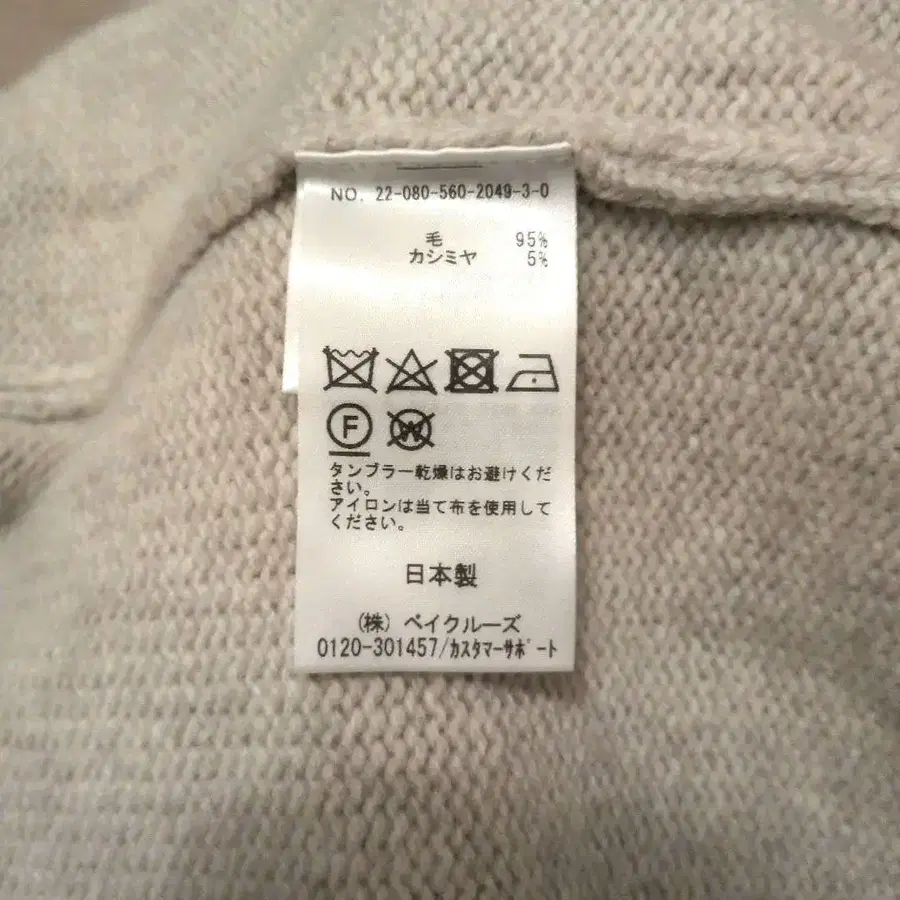 NO. 22-080-560-2049-3-0
毛 95%
カシミヤ 5%
F W
タンブラー乾燥はお避けくだ
さい。
アイロンは当て布を使用して
ください。
日本製
(株) ベイクルーズ
0120-301457/カスタマーサポート